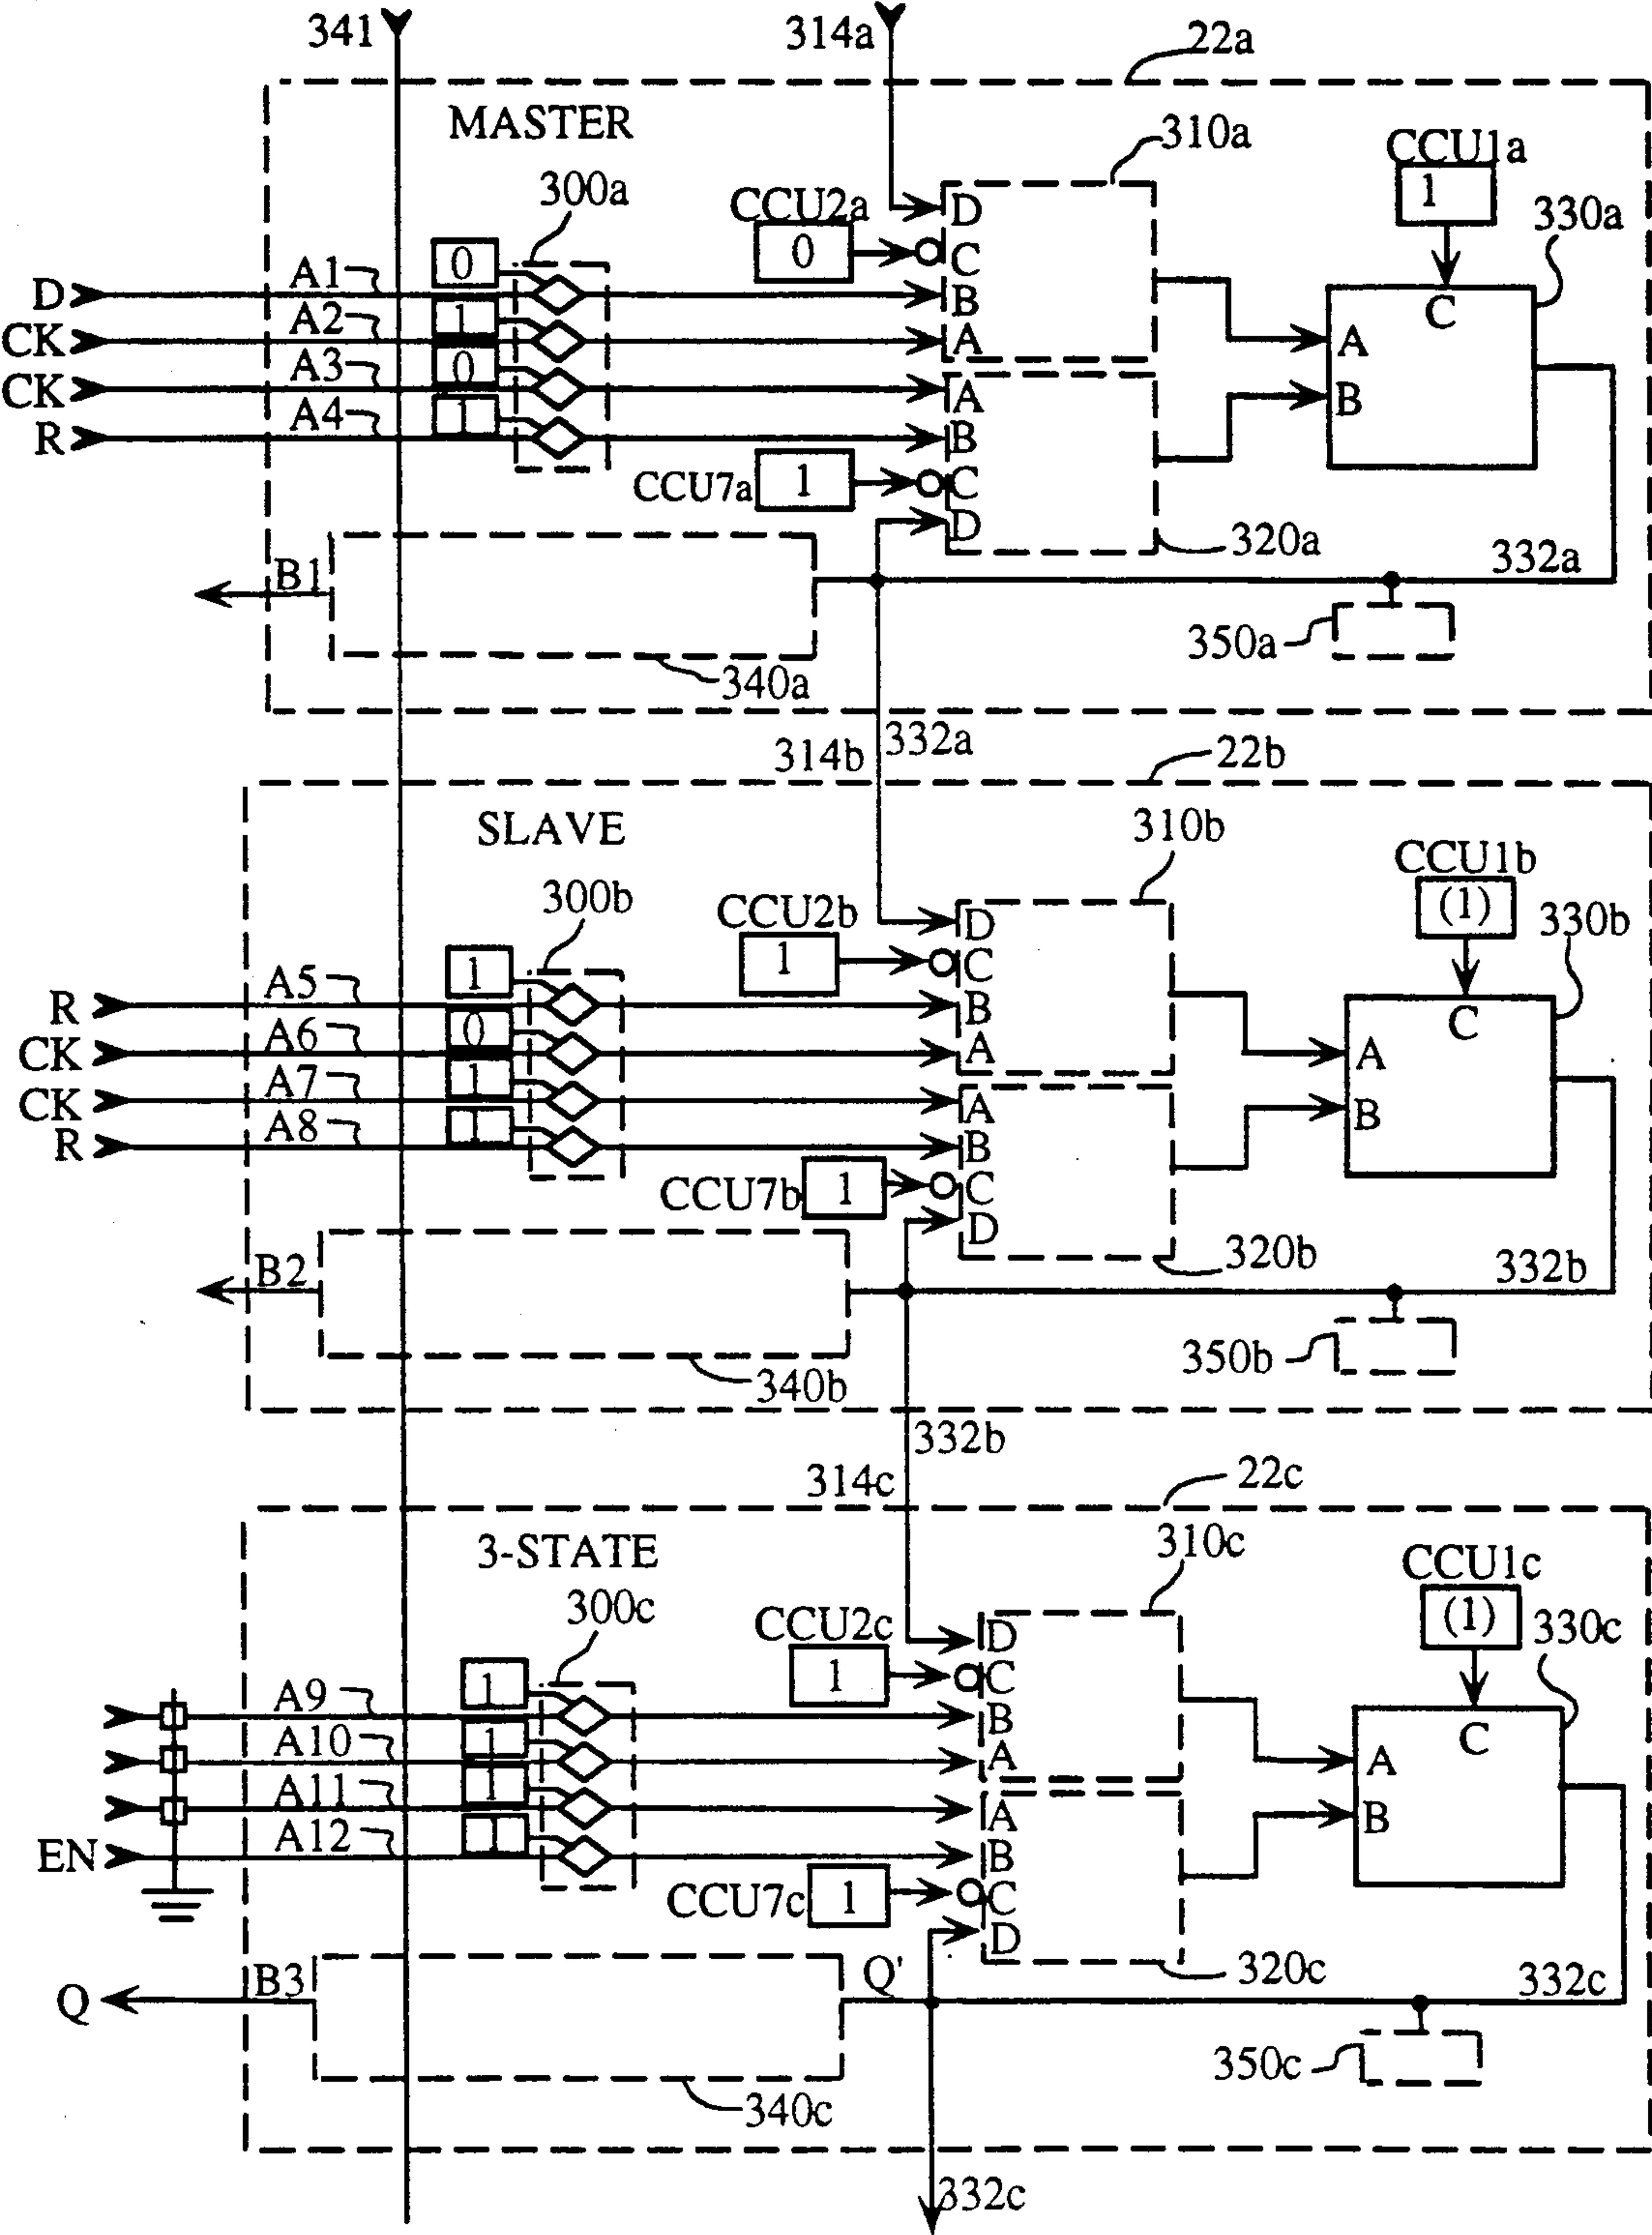 341
314a
22a
MASTER
310a
CCU1a
1
300a
CCU2a
0
330a
D
C
B
A
C
A
B
D A1 0
CK A2 1
CK A3 0
R A4 1
A
B
C
D
CCU7a 1
320a
332a
B1
350a
340a
314b
332a
22b
SLAVE
310b
CCU1b
(1)
300b
CCU2b
1
330b
D
C
B
A
C
A
B
R A5 1
CK A6 0
CK A7 1
R A8 1
A
B
C
D
CCU7b 1
320b
332b
B2
350b
340b
332b
314c
22c
3-STATE
310c
CCU1c
(1)
300c
CCU2c
1
330c
D
C
B
A
C
A
B
A9 1
A10 1
A11 1
EN A12 1
A
B
C
D
CCU7c 1
320c
332c
Q B3
Q'
350c
340c
332c